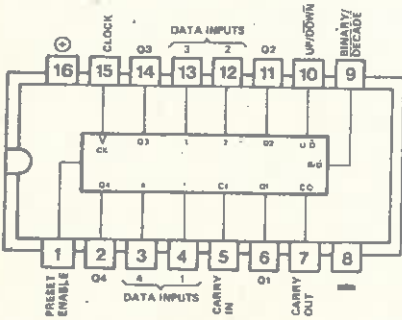 CLOCK
Q3
DATA INPUTS
3 2
Q2
UP/DOWN
BINARY/
DECADE
16 15 14 13 12 11 10 9
CK Q3 3 2 Q2 U/D
B/D
Q4 4 1 CI Q1 CO
1 2 3 4 5 6 7 8
PRESET
ENABLE
Q4
4 1
DATA INPUTS
CARRY
IN
Q1
CARRY
OUT